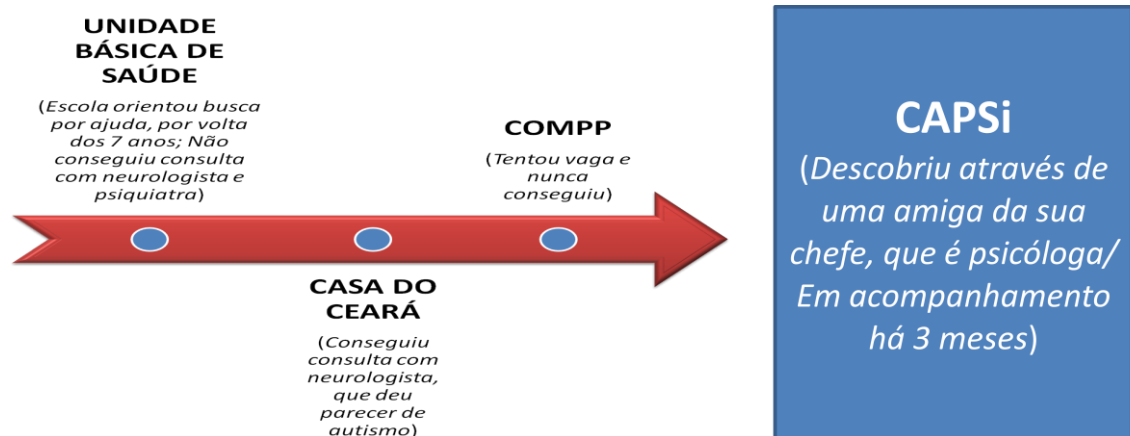 UNIDADE
BÁSICA DE
SAÚDE
(Escola orientou busca
por ajuda, por volta
dos 7 anos; Não
conseguiu consulta
com neurologista e
psiquiatra)
CASA DO
CEARÁ
(Conseguiu
consulta com
neurologista,
que deu
parecer de
autismo)
COMPP
(Tentou vaga e
nunca
conseguiu)
CAPSi
(Descobriu através de
uma amiga da sua
chefe, que é psicóloga/
Em acompanhamento
há 3 meses)